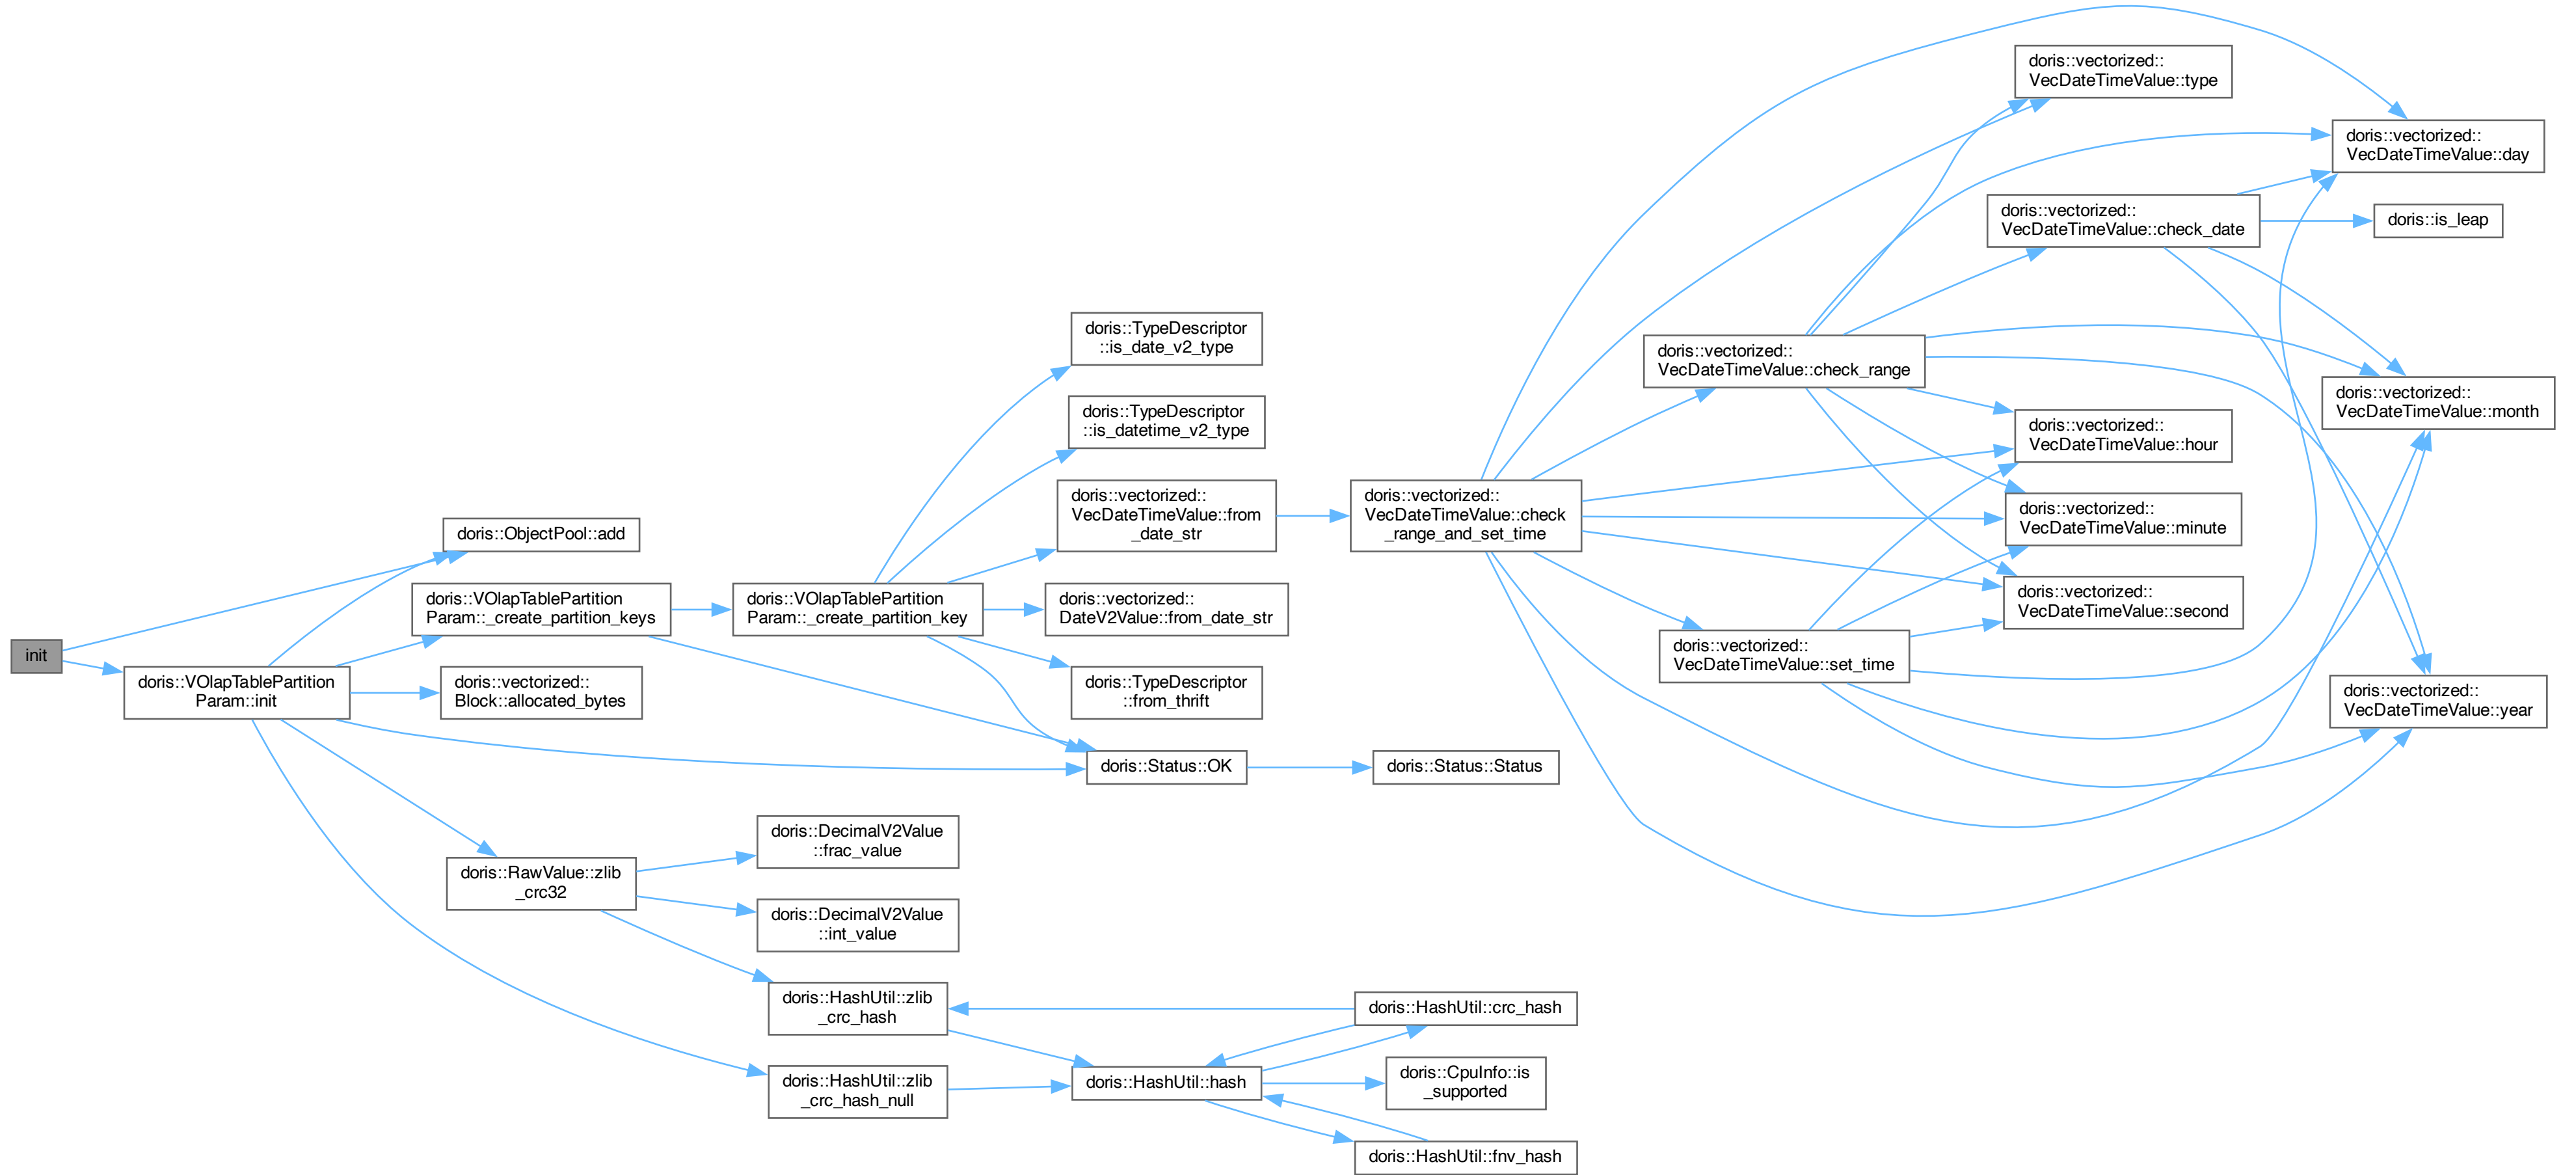 init
doris::VOlapTablePartition
Param::init
doris::ObjectPool::add
doris::VOlapTablePartition
Param::_create_partition_keys
doris::vectorized::
Block::allocated_bytes
doris::RawValue::zlib
_crc32
doris::VOlapTablePartition
Param::_create_partition_key
doris::DecimalV2Value
::frac_value
doris::DecimalV2Value
::int_value
doris::HashUtil::zlib
_crc_hash
doris::HashUtil::zlib
_crc_hash_null
doris::TypeDescriptor
::is_date_v2_type
doris::TypeDescriptor
::is_datetime_v2_type
doris::vectorized::
VecDateTimeValue::from
_date_str
doris::vectorized::
DateV2Value::from_date_str
doris::TypeDescriptor
::from_thrift
doris::Status::OK
doris::HashUtil::hash
doris::vectorized::
VecDateTimeValue::check
_range_and_set_time
doris::Status::Status
doris::HashUtil::crc_hash
doris::CpuInfo::is
_supported
doris::HashUtil::fnv_hash
doris::vectorized::
VecDateTimeValue::check_range
doris::vectorized::
VecDateTimeValue::set_time
doris::vectorized::
VecDateTimeValue::type
doris::vectorized::
VecDateTimeValue::check_date
doris::vectorized::
VecDateTimeValue::hour
doris::vectorized::
VecDateTimeValue::minute
doris::vectorized::
VecDateTimeValue::second
doris::vectorized::
VecDateTimeValue::day
doris::is_leap
doris::vectorized::
VecDateTimeValue::month
doris::vectorized::
VecDateTimeValue::year